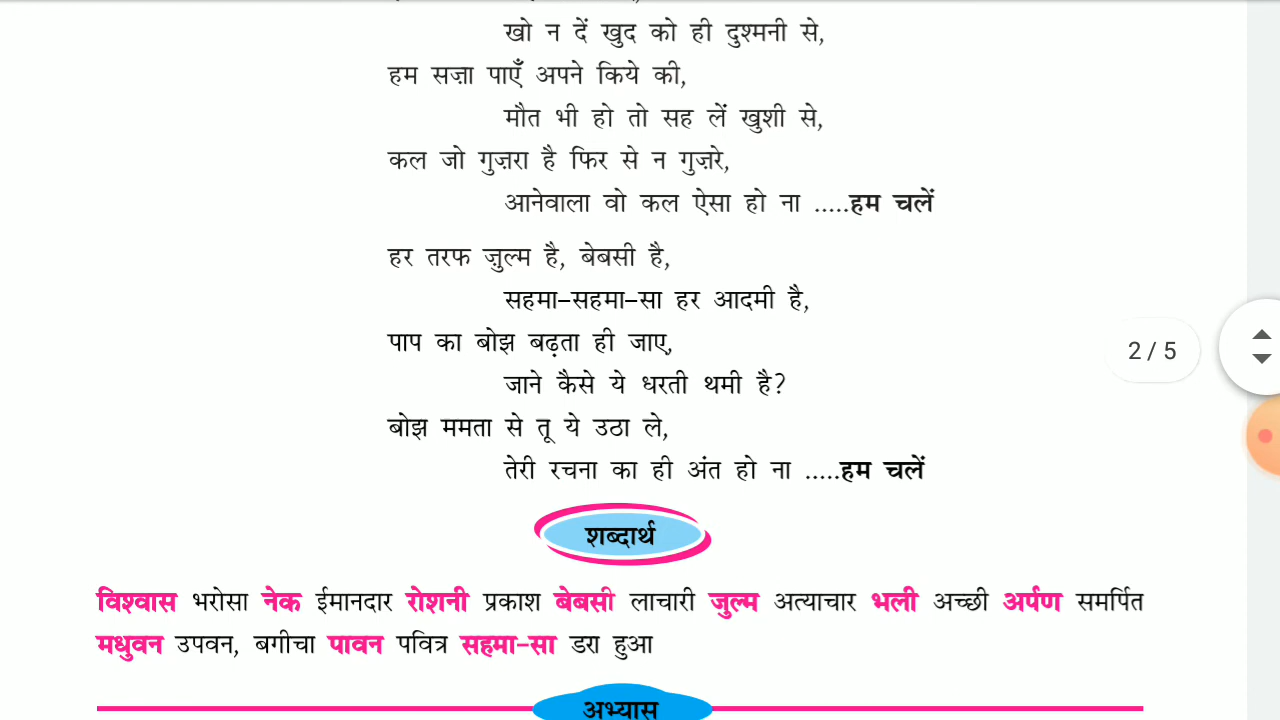 खो न दें खुद को ही दुश्मनी से,
हम सज़ा पाएँ अपने किये की,
मौत भी हो तो सह लें खुशी से,
कल जो गुज़रा है फिर से न गुज़रे,
आनेवाला वो कल ऐसा हो ना .....हम चलें
हर तरफ ज़ुल्म है, बेबसी है,
सहमा-सहमा-सा हर आदमी है,
पाप का बोझ बढ़ता ही जाए,
2 / 5
जाने कैसे ये धरती थमी है?
बोझ ममता से तू ये उठा ले,
तेरी रचना का ही अंत हो ना .....हम चलें
शब्दार्थ
विश्वास भरोसा नेक ईमानदार रोशनी प्रकाश बेबसी लाचारी जुल्म अत्याचार भली अच्छी अर्पण समर्पित
मधुवन उपवन, बगीचा पावन पवित्र सहमा-सा डरा हुआ
अभ्यास